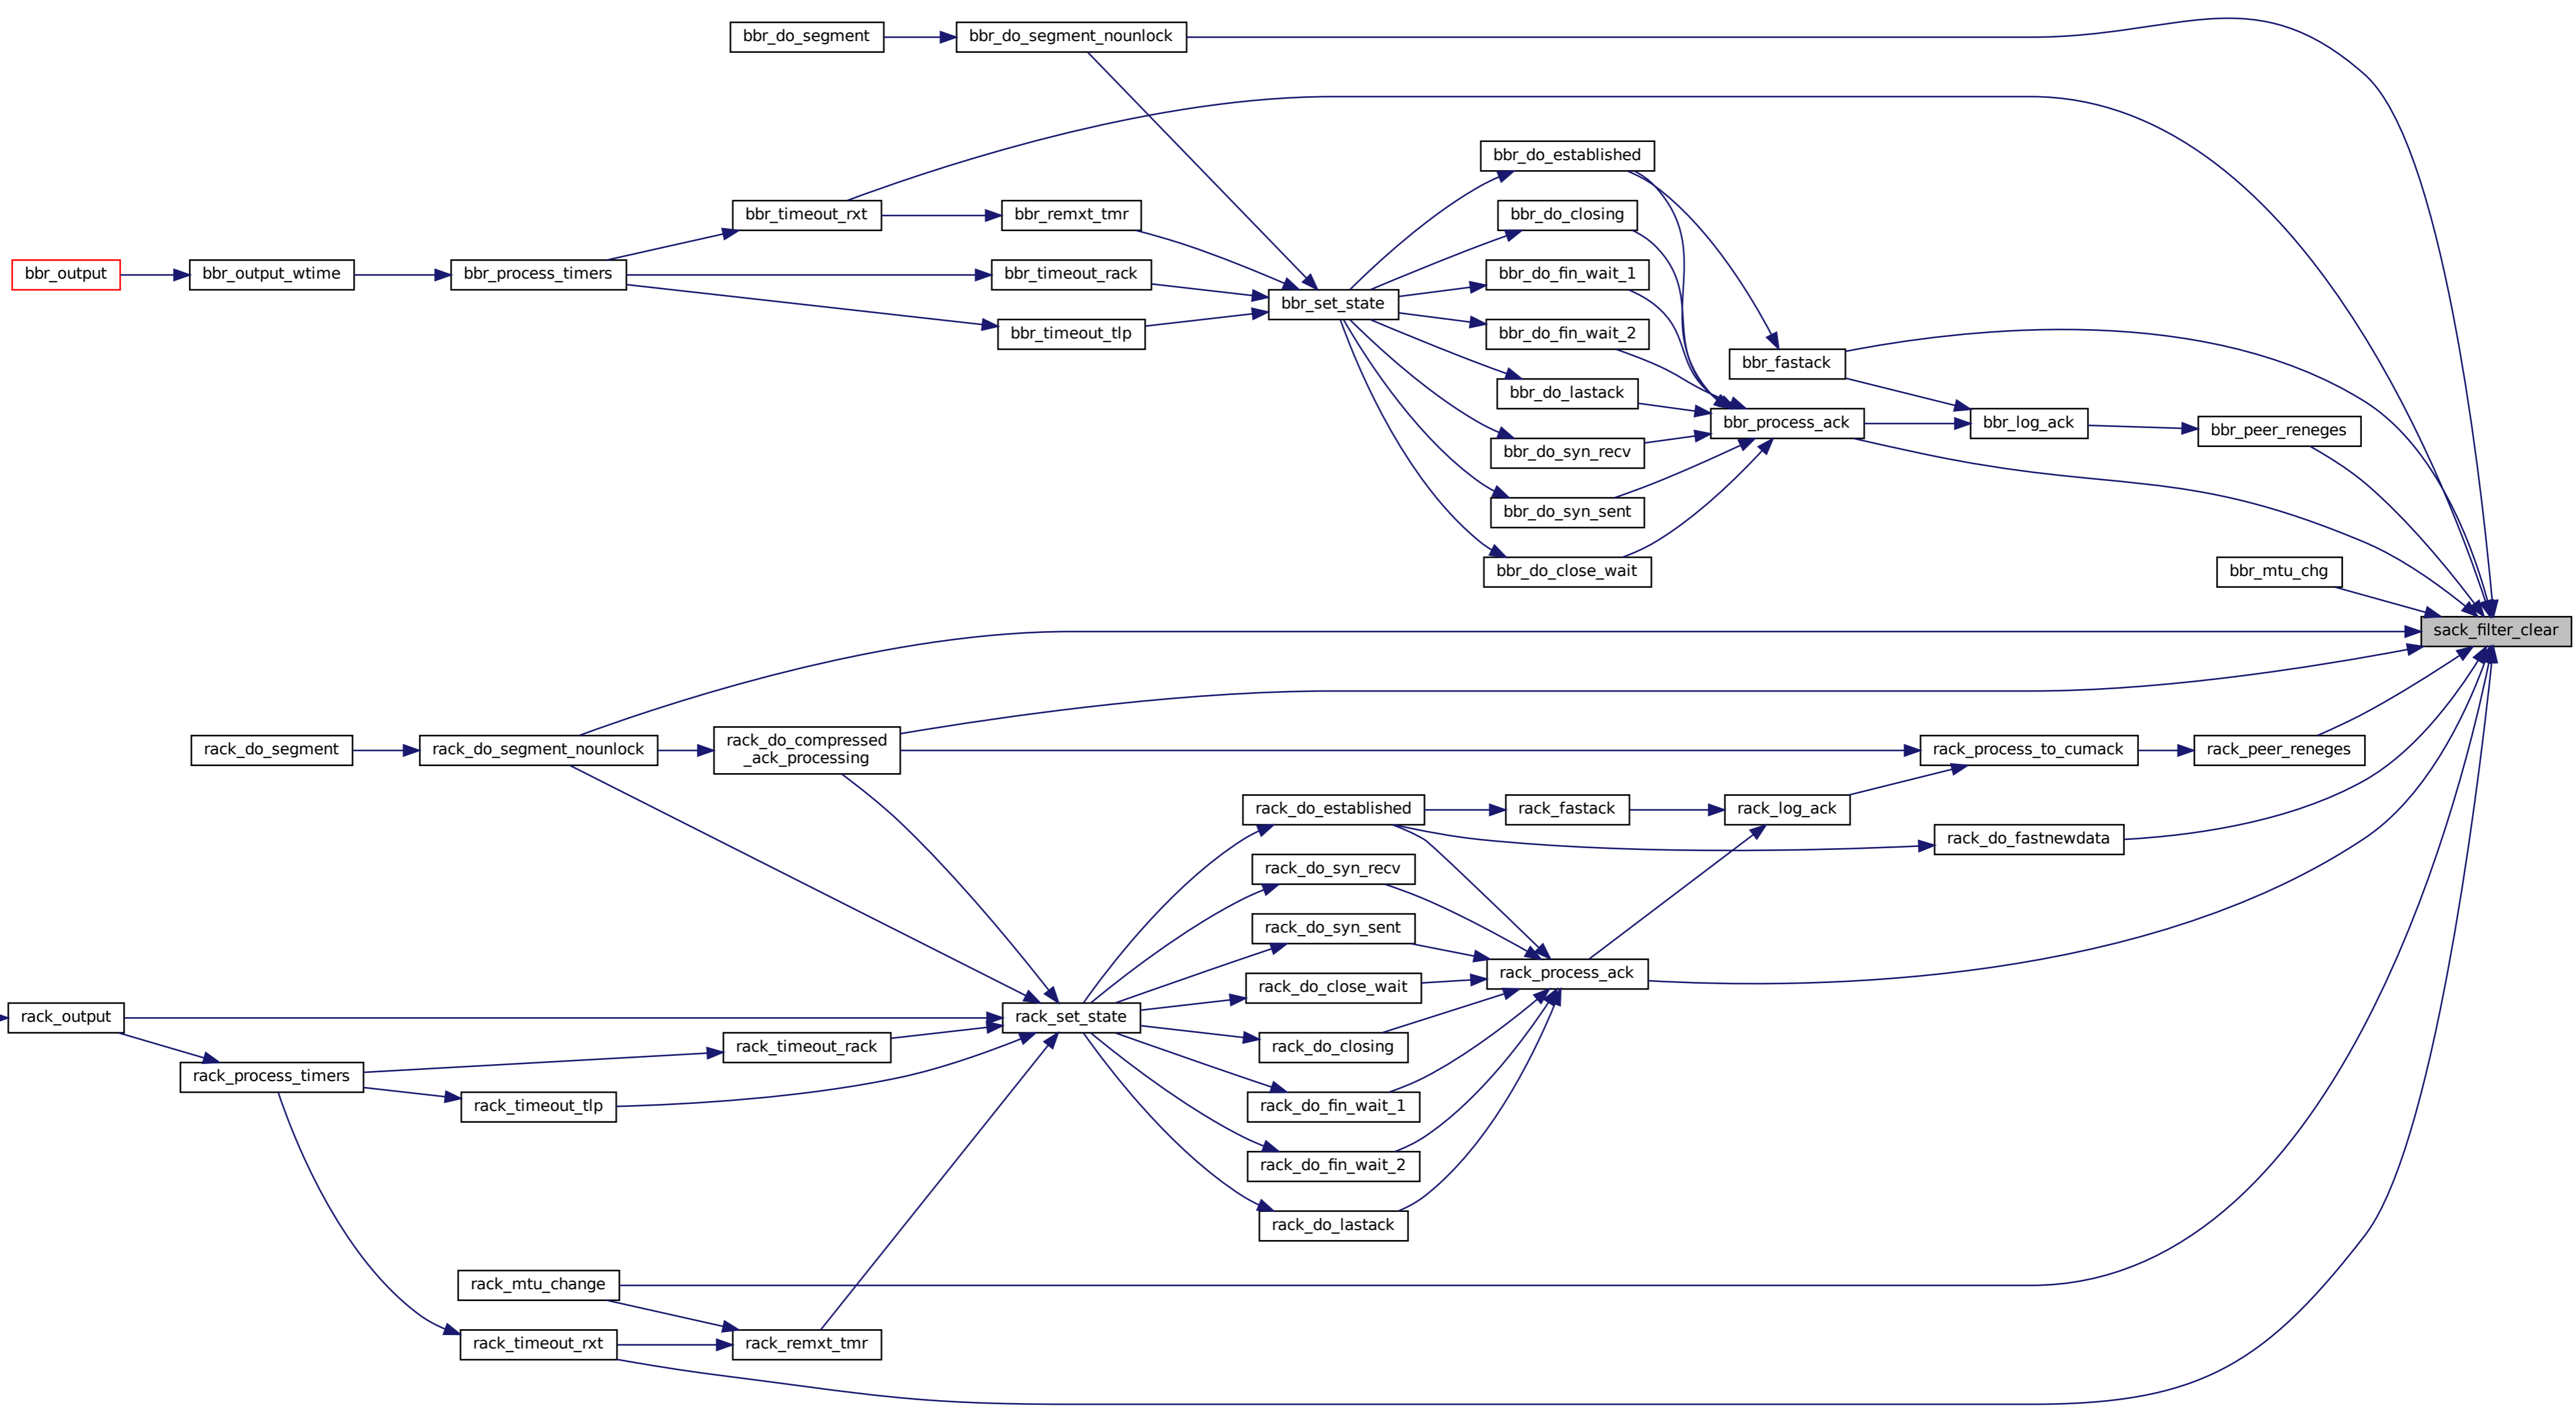 bbr_do_segment
bbr_do_segment_nounlock
bbr_do_established
bbr_timeout_rxt
bbr_remxt_tmr
bbr_do_closing
bbr_output
bbr_output_wtime
bbr_process_timers
bbr_timeout_rack
bbr_do_fin_wait_1
bbr_set_state
bbr_timeout_tlp
bbr_do_fin_wait_2
bbr_fastack
bbr_do_lastack
bbr_process_ack
bbr_log_ack
bbr_peer_reneges
bbr_do_syn_recv
bbr_do_syn_sent
bbr_do_close_wait
bbr_mtu_chg
sack_filter_clear
rack_do_segment
rack_do_segment_nounlock
rack_do_compressed
_ack_processing
rack_process_to_cumack
rack_peer_reneges
rack_do_established
rack_fastack
rack_log_ack
rack_do_fastnewdata
rack_do_syn_recv
rack_do_syn_sent
rack_process_ack
rack_do_close_wait
rack_output
rack_set_state
rack_timeout_rack
rack_do_closing
rack_process_timers
rack_timeout_tlp
rack_do_fin_wait_1
rack_do_fin_wait_2
rack_do_lastack
rack_mtu_change
rack_timeout_rxt
rack_remxt_tmr